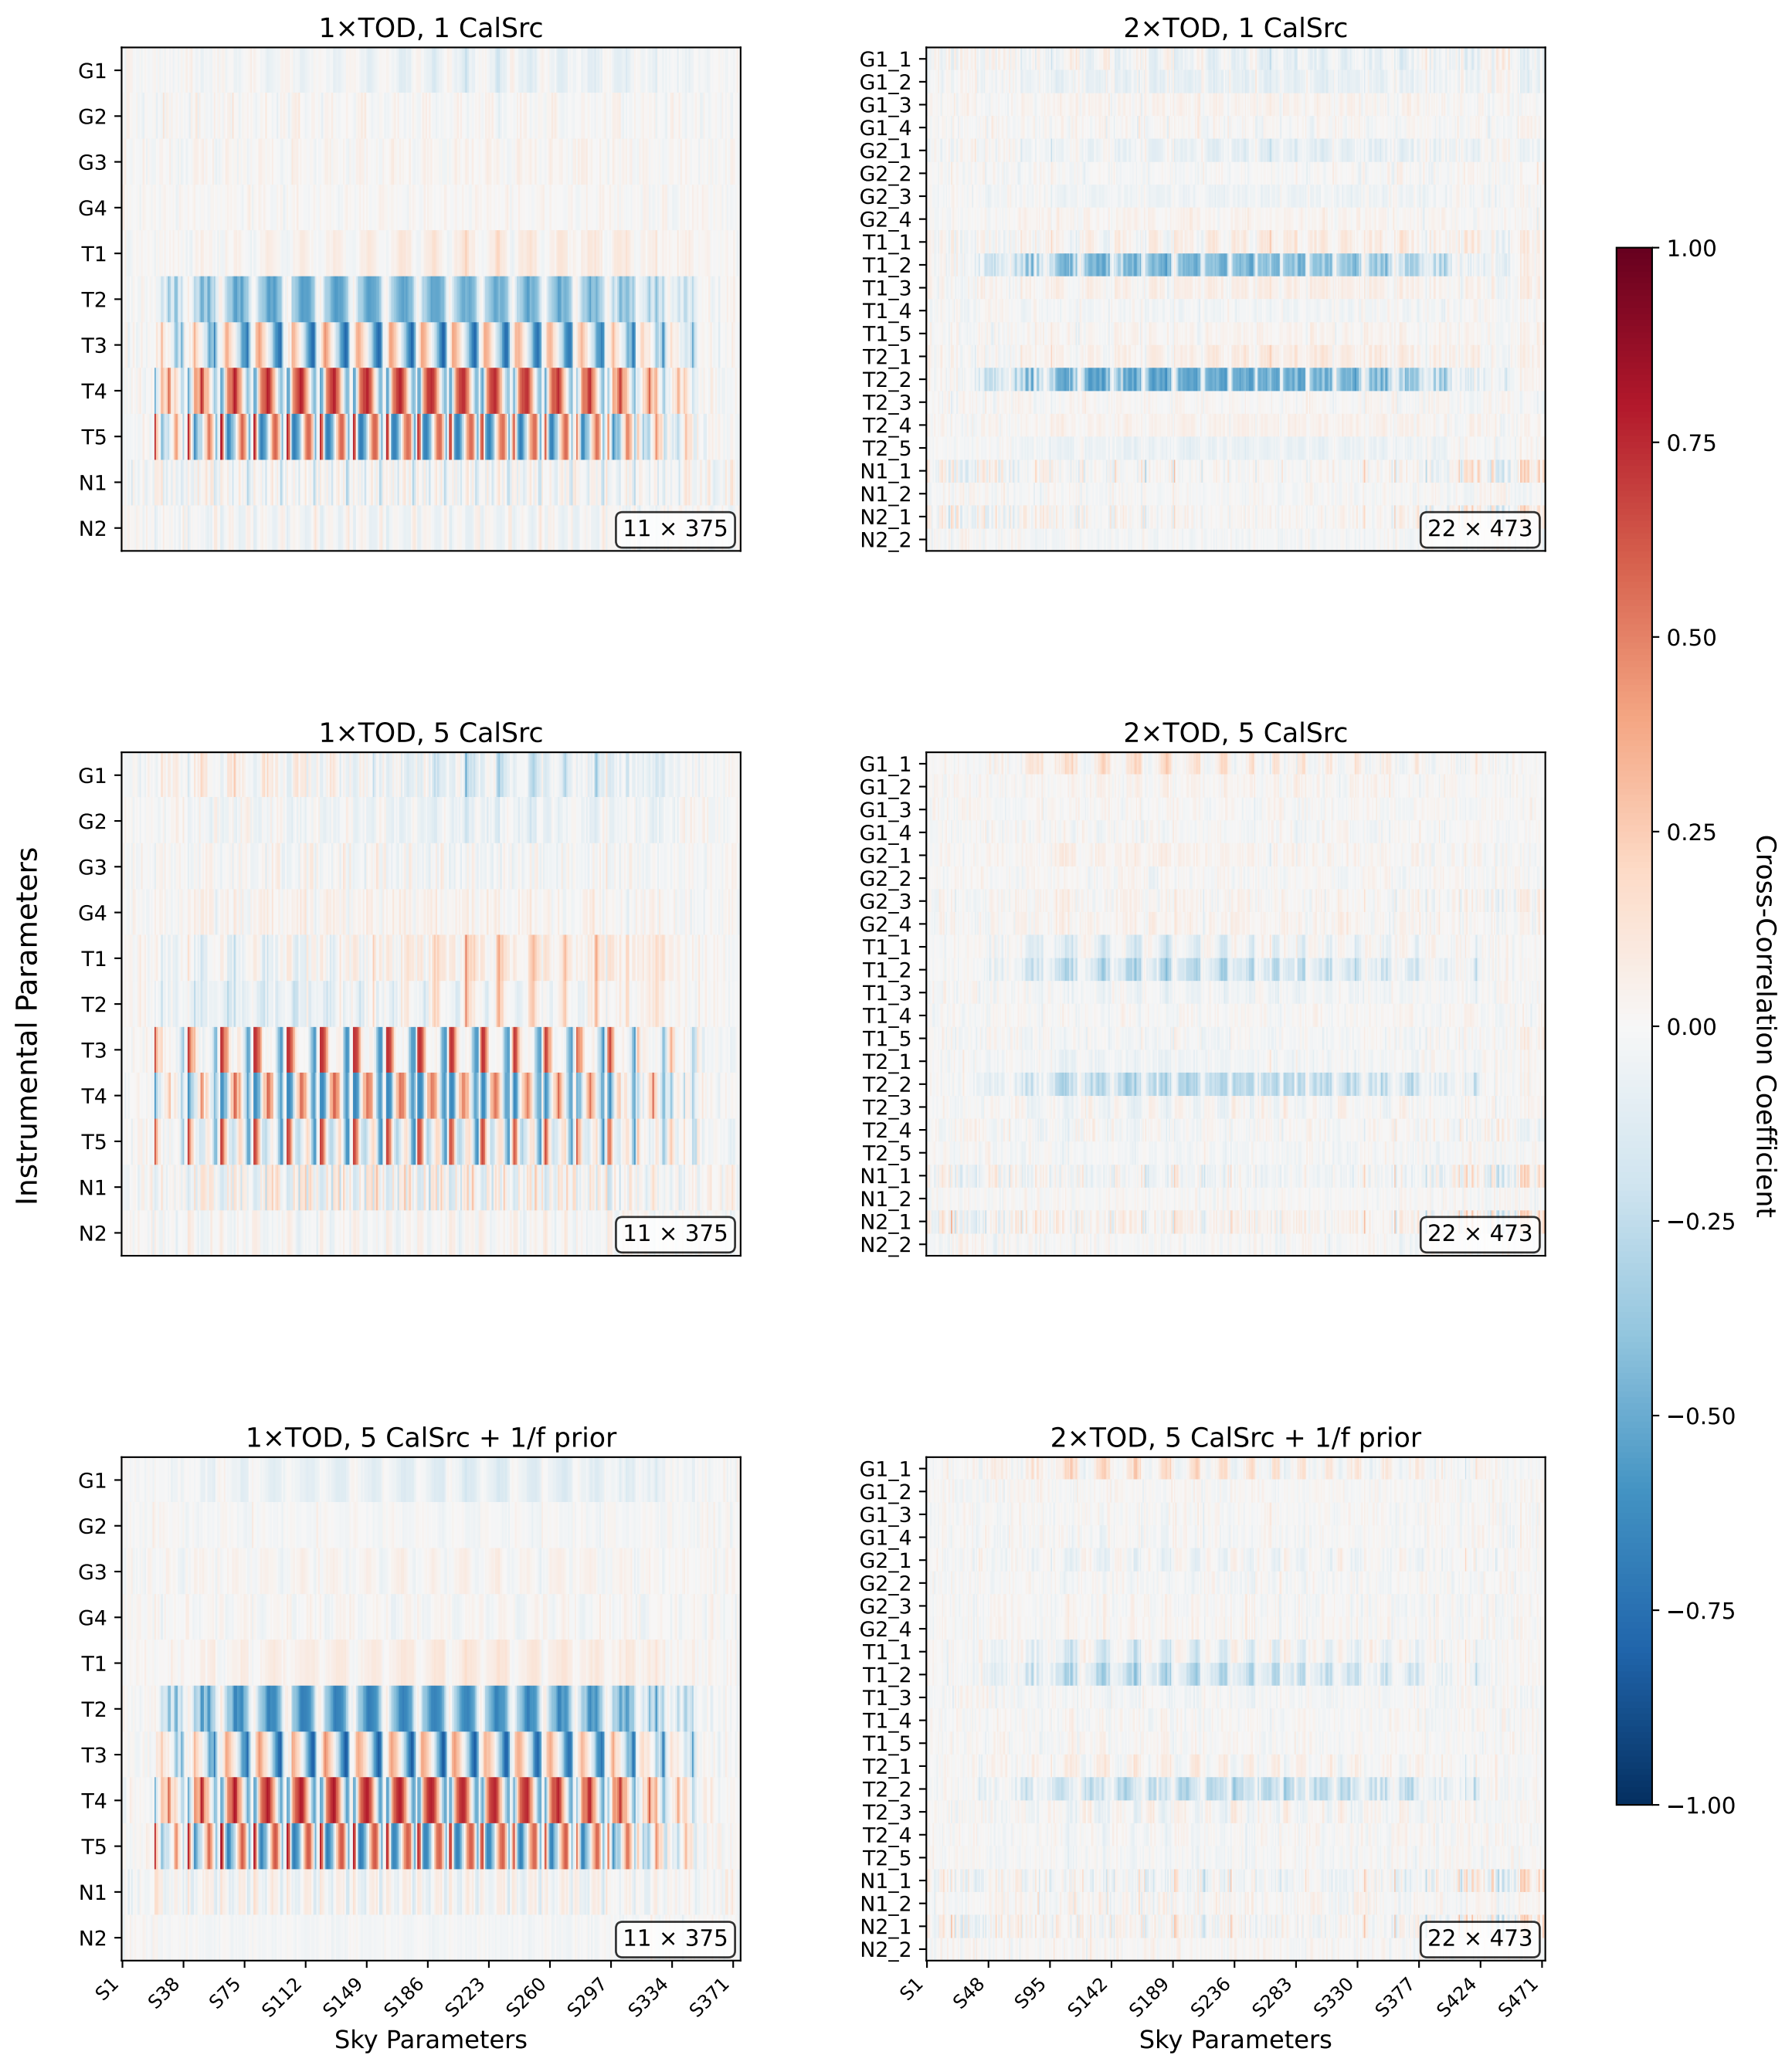 1×TOD, 1 CalSrc
G1
G2
G3
G4
T1
T2
T3
T4
T5
N1
N2
11 × 375
2×TOD, 1 CalSrc
G1_1
G1_2
G1_3
G1_4
G2_1
G2_2
G2_3
G2_4
T1_1
T1_2
T1_3
T1_4
T1_5
T2_1
T2_2
T2_3
T2_4
T2_5
N1_1
N1_2
N2_1
N2_2
22 × 473
Instrumental Parameters
1×TOD, 5 CalSrc
G1
G2
G3
G4
T1
T2
T3
T4
T5
N1
N2
11 × 375
2×TOD, 5 CalSrc
G1_1
G1_2
G1_3
G1_4
G2_1
G2_2
G2_3
G2_4
T1_1
T1_2
T1_3
T1_4
T1_5
T2_1
T2_2
T2_3
T2_4
T2_5
N1_1
N1_2
N2_1
N2_2
22 × 473
1×TOD, 5 CalSrc + 1/f prior
G1
G2
G3
G4
T1
T2
T3
T4
T5
N1
N2
11 × 375
S1 S38 S75 S112 S149 S186 S223 S260 S297 S334 S371
Sky Parameters
2×TOD, 5 CalSrc + 1/f prior
G1_1
G1_2
G1_3
G1_4
G2_1
G2_2
G2_3
G2_4
T1_1
T1_2
T1_3
T1_4
T1_5
T2_1
T2_2
T2_3
T2_4
T2_5
N1_1
N1_2
N2_1
N2_2
22 × 473
S1 S48 S95 S142 S189 S236 S283 S330 S377 S424 S471
Sky Parameters
1.00
0.75
0.50
0.25
0.00
−0.25
−0.50
−0.75
−1.00
Cross-Correlation Coefficient